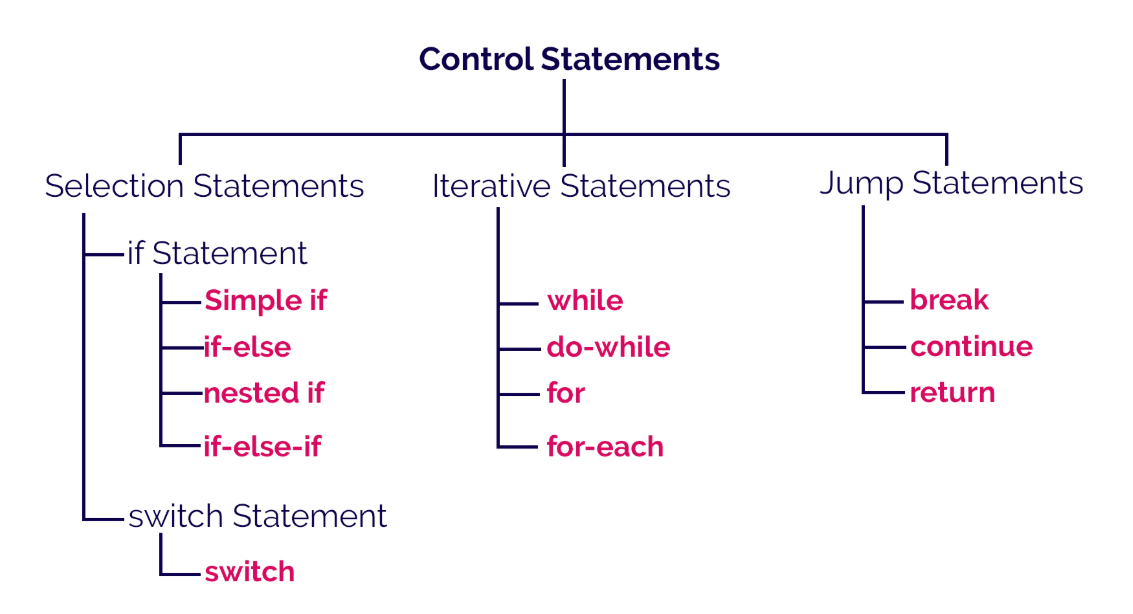 Control Statements
Selection Statements
if Statement
Simple if
if-else
nested if
if-else-if
switch Statement
switch
Iterative Statements
while
do-while
for
for-each
Jump Statements
break
continue
return